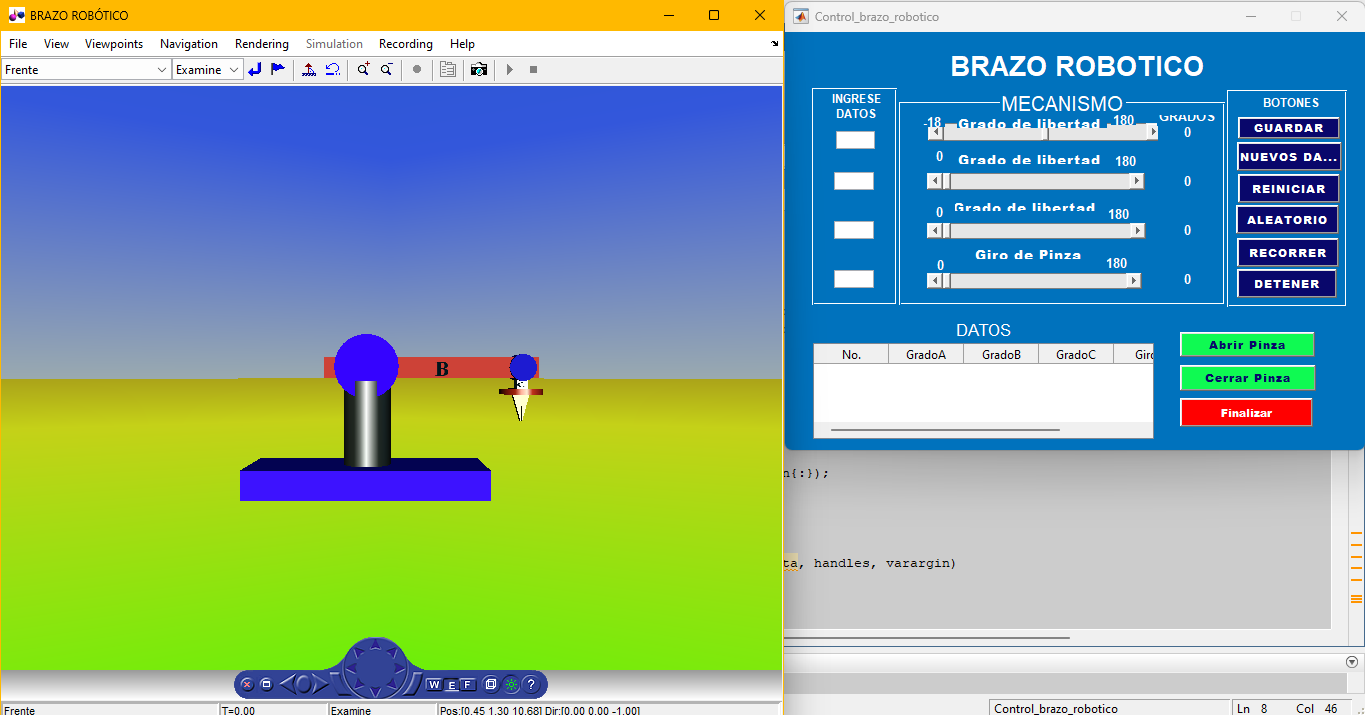 BRAZO ROBÓTICO
File View Viewpoints Navigation Rendering Simulation Recording Help
Frente Examine
B
W E F ?
Frente T=0.00 Examine Pos:[0.45 1.30 10.68] Dir:[0.00 0.00 -1.00]
Control_brazo_robotico
BRAZO ROBOTICO
INGRESE
DATOS
MECANISMO
-18 Grado de libertad 180 GRADOS
0
0 Grado de libertad 180
0
0 Grado de libertad 180
0
0 Giro de Pinza 180
0
BOTONES
GUARDAR
NUEVOS DA...
REINICIAR
ALEATORIO
RECORRER
DETENER
DATOS
No. GradoA GradoB GradoC Giro
Abrir Pinza
Cerrar Pinza
Finalizar
n{:});
ta, handles, varargin)
Control_brazo_robotico Ln 8 Col 46